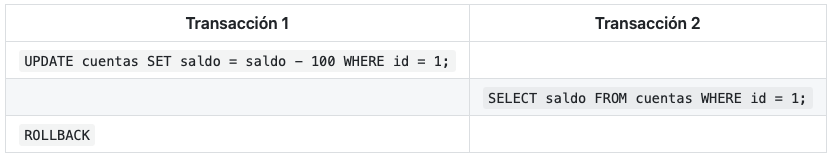 Transacción 1
Transacción 2
UPDATE cuentas SET saldo = saldo - 100 WHERE id = 1;
SELECT saldo FROM cuentas WHERE id = 1;
ROLLBACK